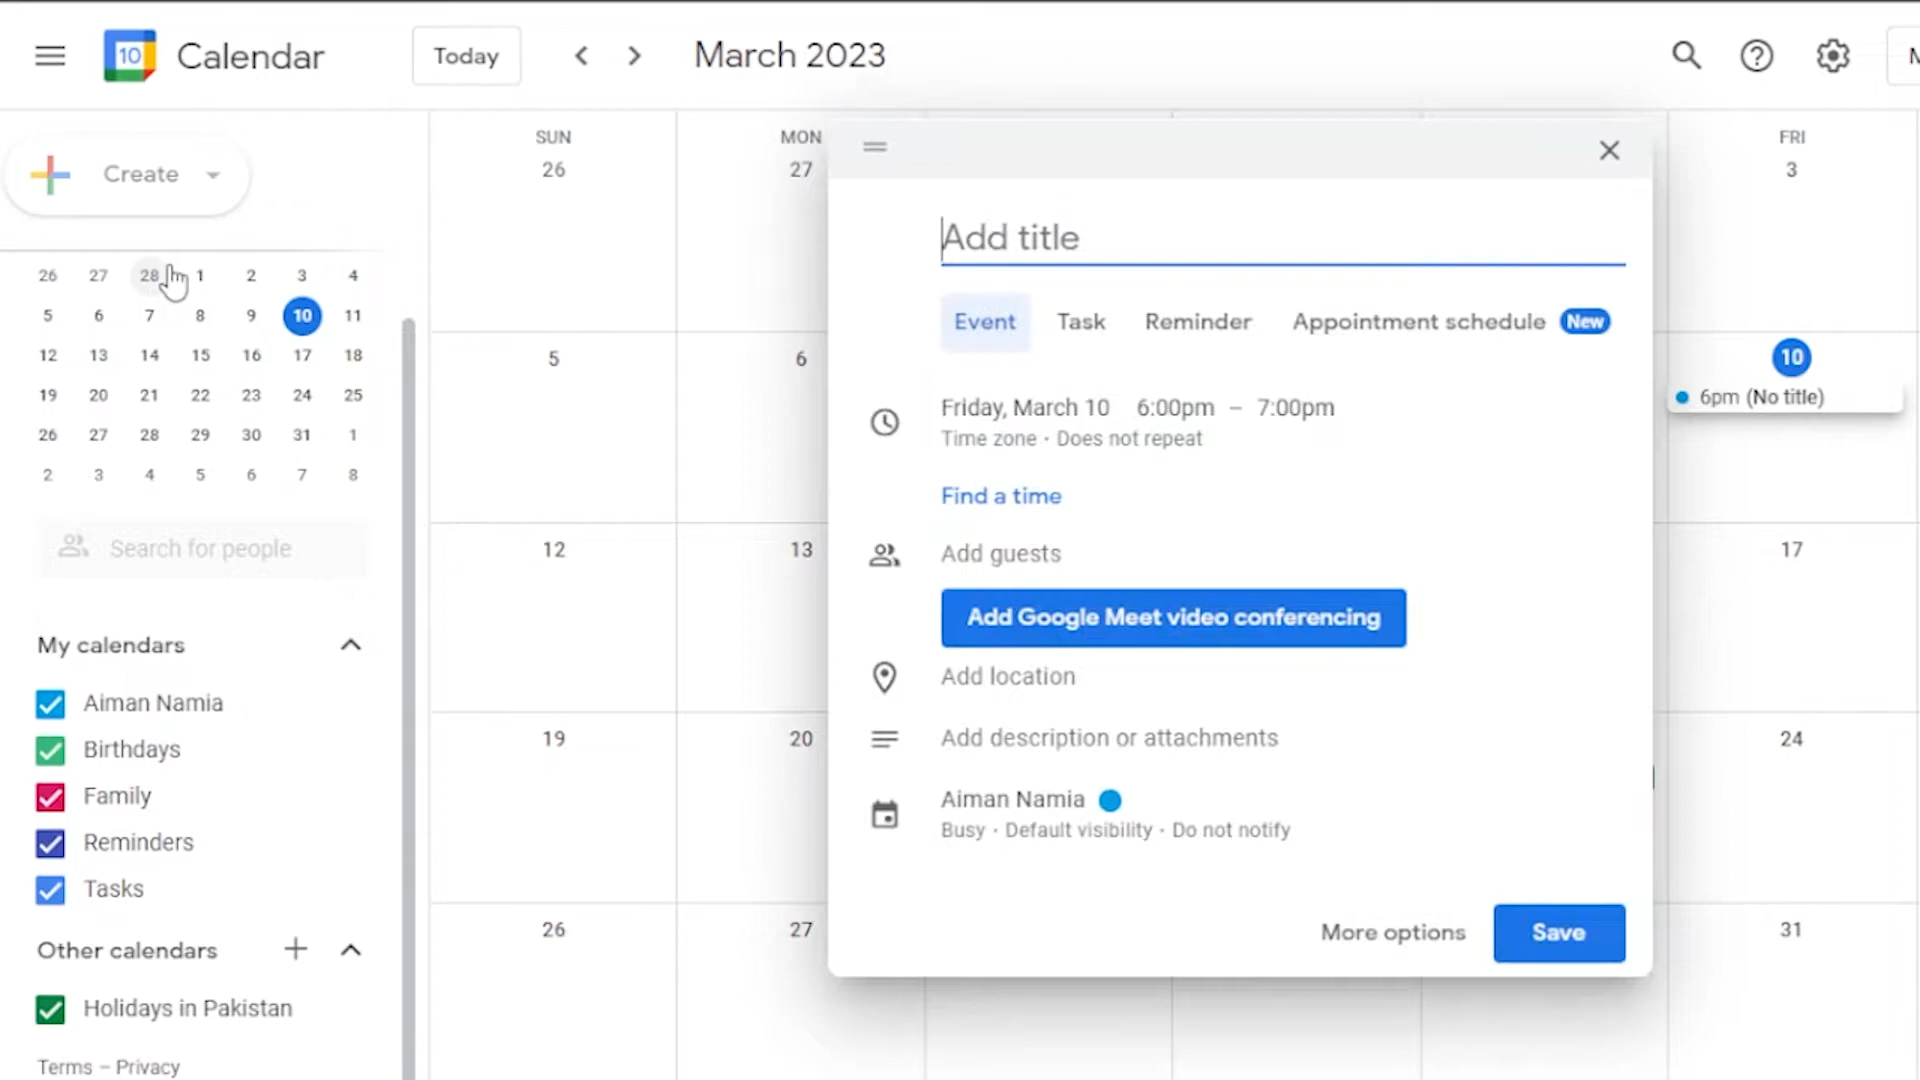 10 Calendar Today March 2023 M
Create
26 27 28 1 2 3 4
5 6 7 8 9 10 11
12 13 14 15 16 17 18
19 20 21 22 23 24 25
26 27 28 29 30 31 1
2 3 4 5 6 7 8
Search for people
My calendars
Aiman Namia
Birthdays
Family
Reminders
Tasks
Other calendars
Holidays in Pakistan
Terms – Privacy
SUN MON FRI
26 27 3
5 6 10
6pm (No title)
12 13 17
19 20 24
26 27 31
Add title
Event Task Reminder Appointment schedule New
Friday, March 10 6:00pm – 7:00pm
Time zone · Does not repeat
Find a time
Add guests
Add Google Meet video conferencing
Add location
Add description or attachments
Aiman Namia
Busy · Default visibility · Do not notify
More options Save